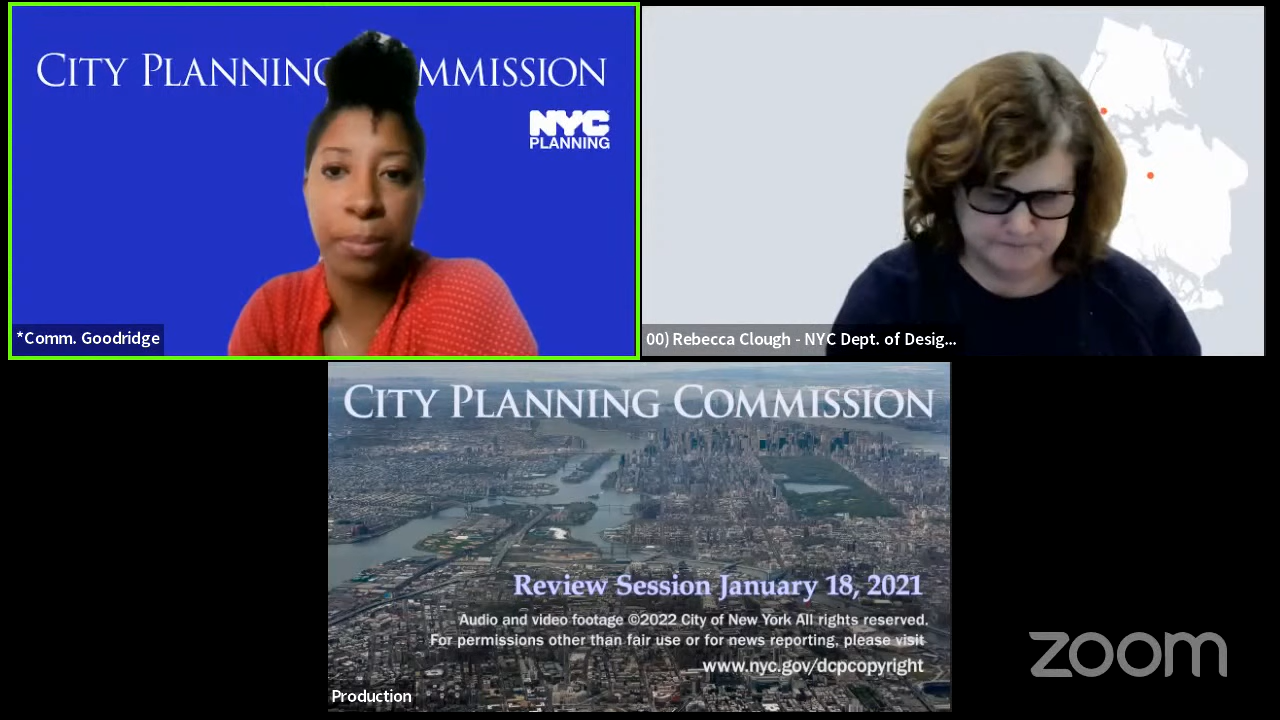 CITY PLANNING COMMISSION
NYC
PLANNING
*Comm. Goodridge
00) Rebecca Clough - NYC Dept. of Desig...
CITY PLANNING COMMISSION
Review Session January 18, 2021
Audio and video footage ©2022 City of New York All rights reserved.
For permissions other than fair use or for news reporting, please visit
www.nyc.gov/dcpcopyright
Production
zoom